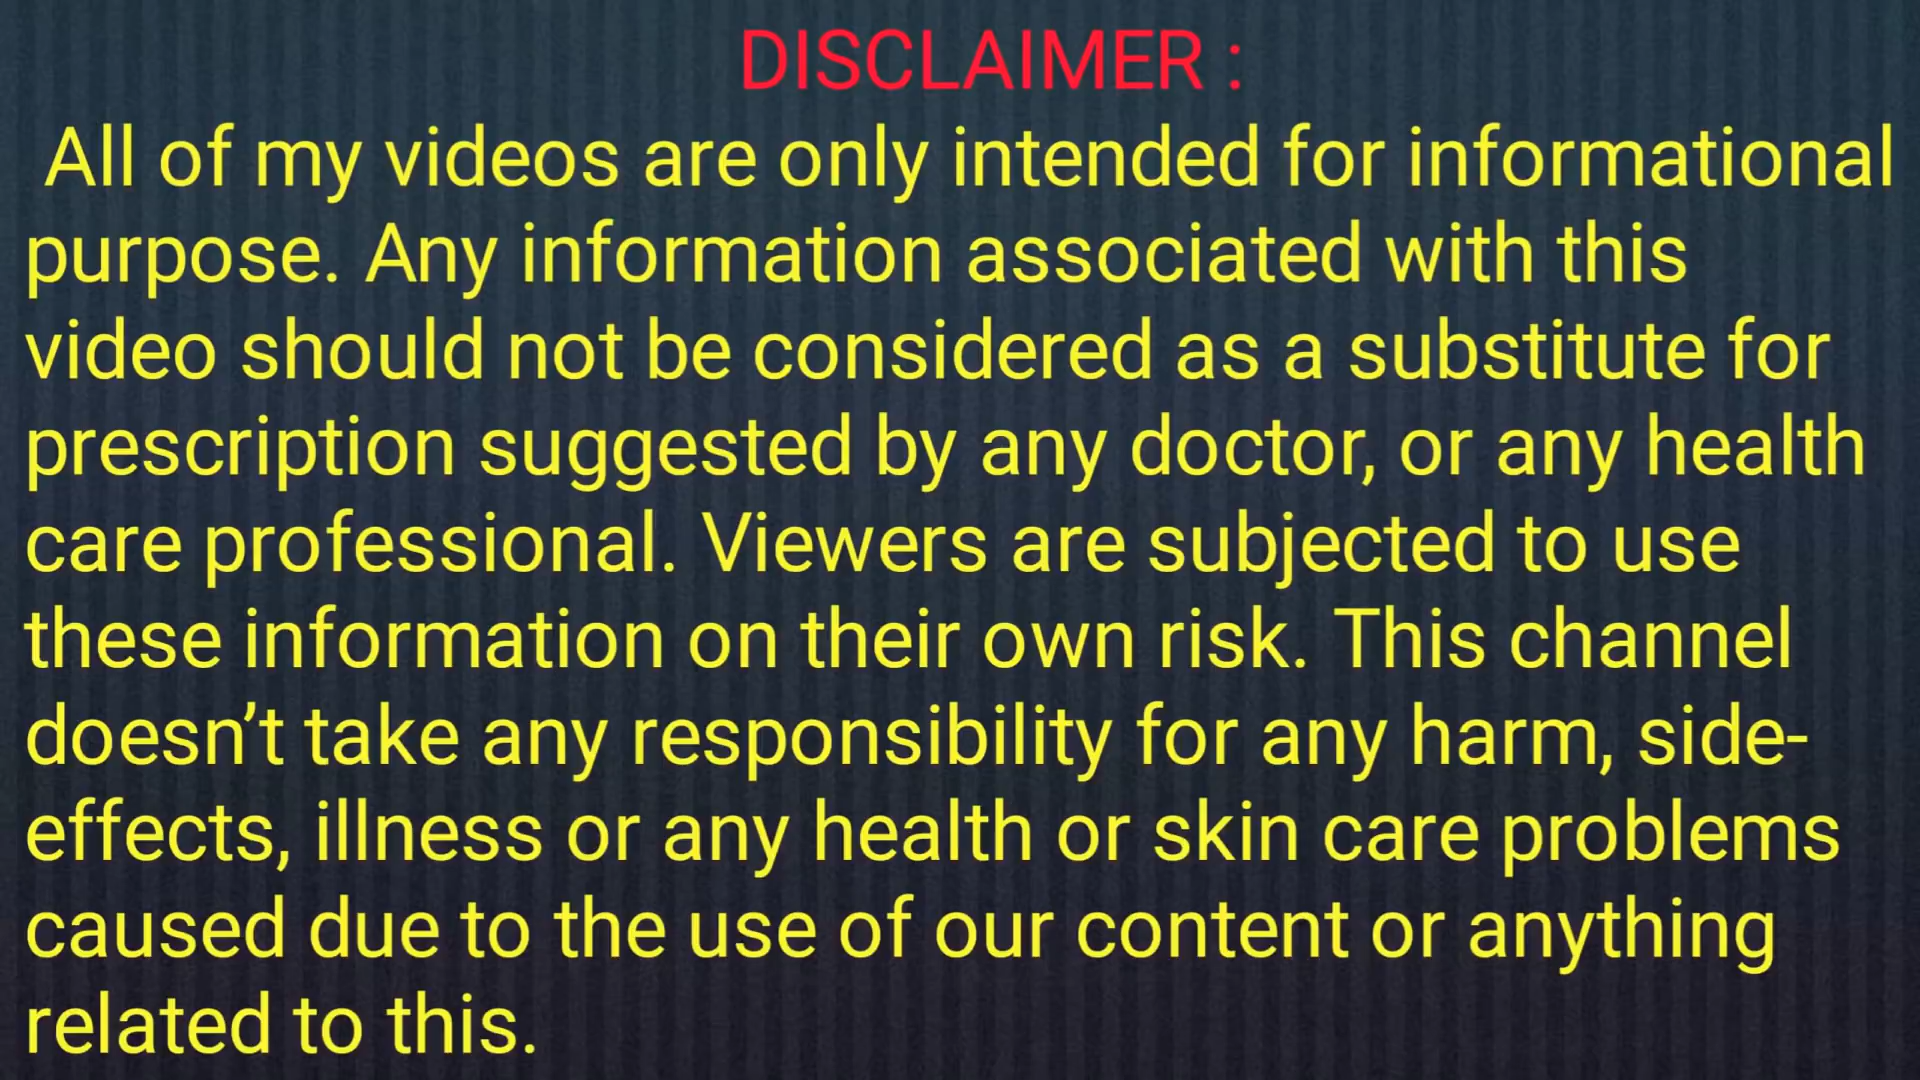 DISCLAIMER :
All of my videos are only intended for informational
purpose. Any information associated with this
video should not be considered as a substitute for
prescription suggested by any doctor, or any health
care professional. Viewers are subjected to use
these information on their own risk. This channel
doesn’t take any responsibility for any harm, side-
effects, illness or any health or skin care problems
caused due to the use of our content or anything
related to this.